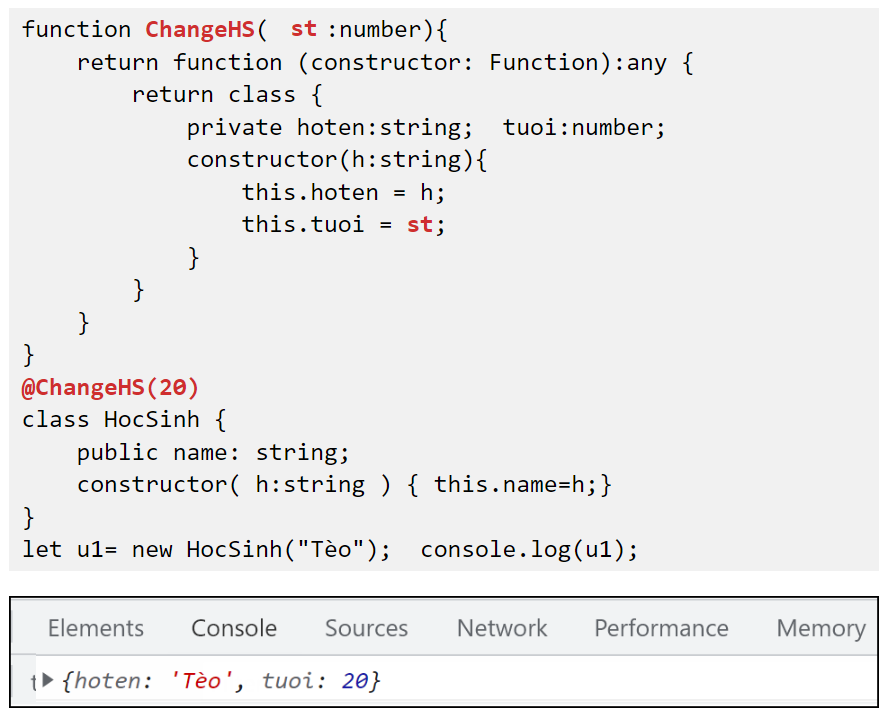 function ChangeHS( st :number){
    return function (constructor: Function):any {
        return class {
            private hoten:string;  tuoi:number;
            constructor(h:string){
                this.hoten = h;
                this.tuoi = st;
            }
        }
    }
}
@ChangeHS(20)
class HocSinh {
    public name: string;
    constructor( h:string ) { this.name=h;}
}
let u1= new HocSinh("Tèo");  console.log(u1);
Elements Console Sources Network Performance Memory
{hoten: 'Tèo', tuoi: 20}